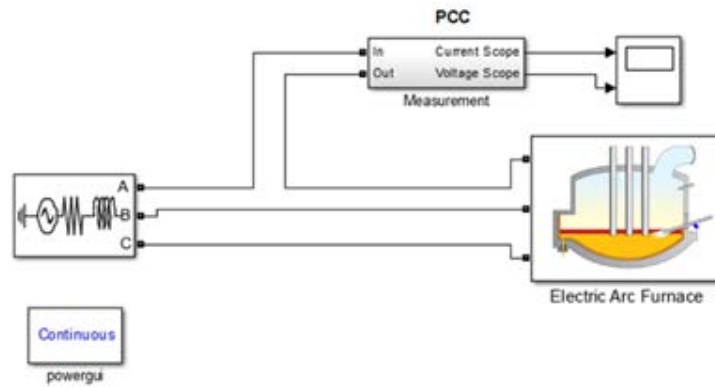 PCC
In
Current Scope
Out
Voltage Scope
Measurement
A
B
C
Electric Arc Furnace
Continuous
powergui